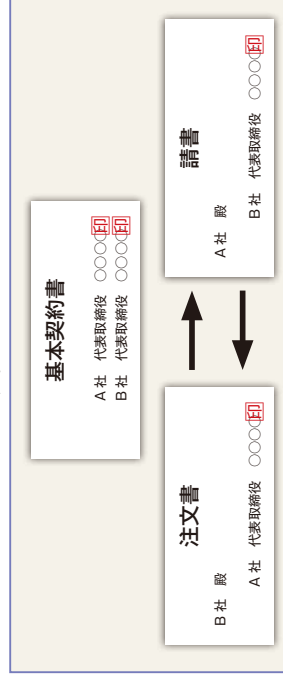 基本契約書
A社 代表取締役 ○○○○印
B社 代表取締役 ○○○○印
注文書
B社 殿
A社 代表取締役 ○○○○印
請書
A社 殿
B社 代表取締役 ○○○○印